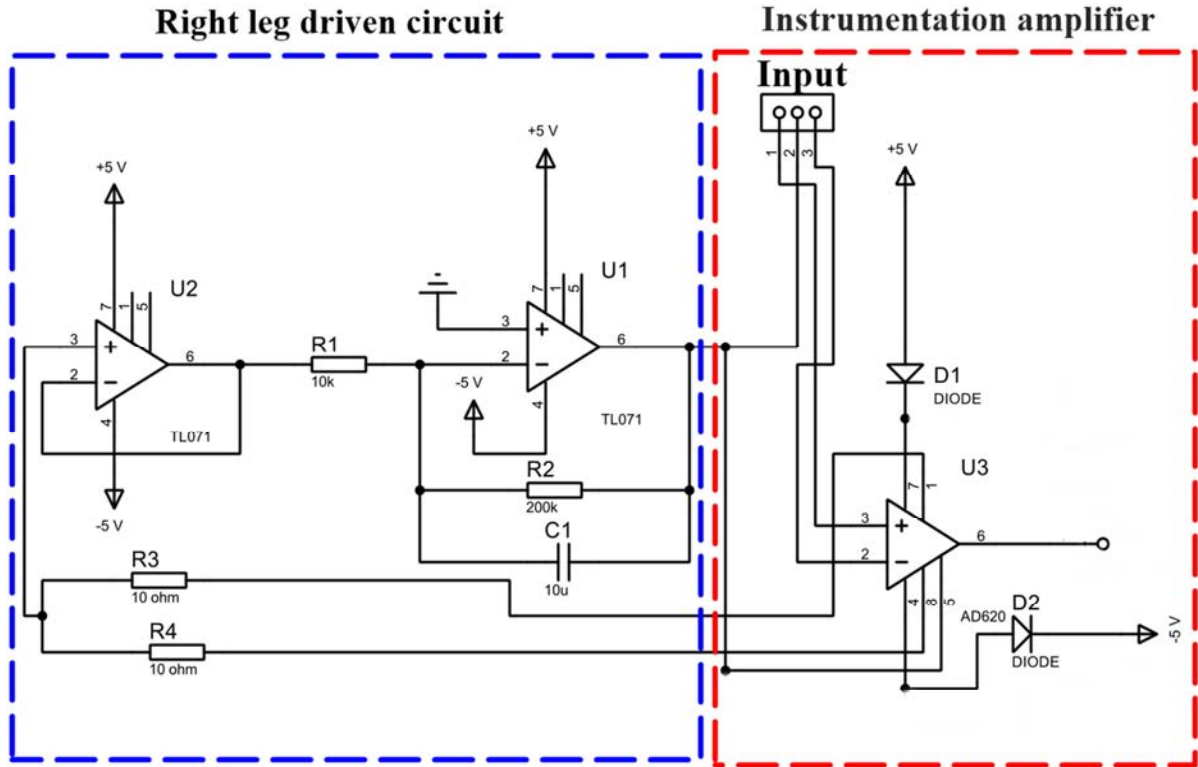 Right leg driven circuit
Instrumentation amplifier
Input
1
2
3
+5 V
+5 V
+5 V
U2
7
1
5
3
+
2
−
6
4
TL071
-5 V
R1
10k
U1
7
1
5
3
+
2
−
6
4
-5 V
TL071
R2
200k
C1
10u
R3
10 ohm
R4
10 ohm
D1
DIODE
U3
7
1
3
+
2
−
6
4
8
5
AD620
D2
DIODE
-5 V